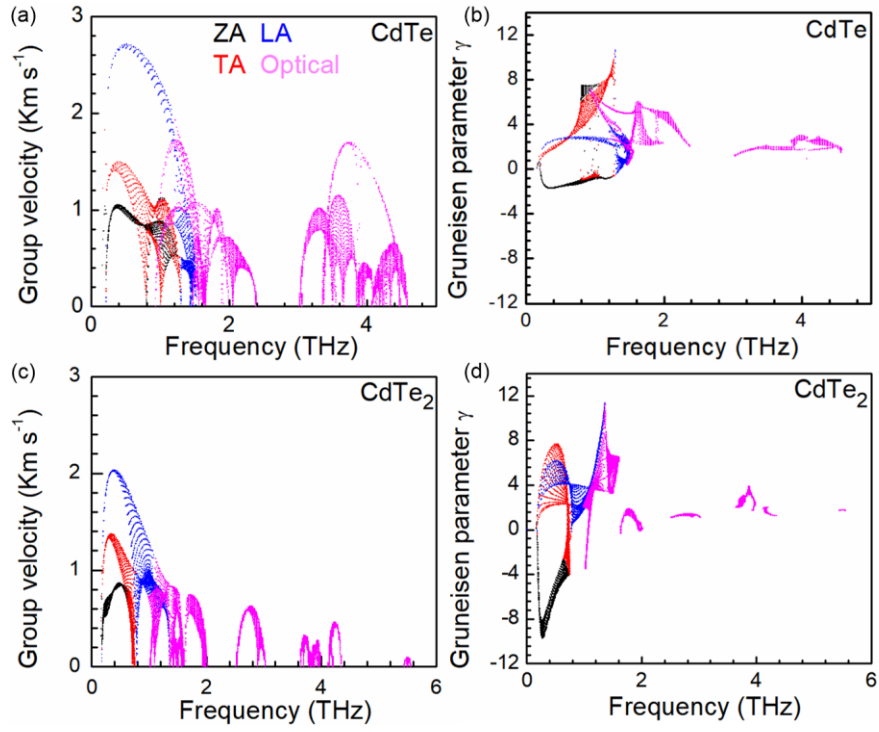 (a)
ZA LA
TA Optical
CdTe
3
2
1
0
Group velocity (Km s⁻¹)
0 2 4
Frequency (THz)
(b)
CdTe
12
8
4
0
-4
-8
-12
Gruneisen parameter γ
0 2 4 6
Frequency (THz)
(c)
CdTe₂
3
2
1
0
Group velocity (Km s⁻¹)
0 2 4 6
Frequency (THz)
(d)
CdTe₂
12
8
4
0
-4
-8
-12
Gruneisen parameter γ
0 2 4 6
Frequency (THz)